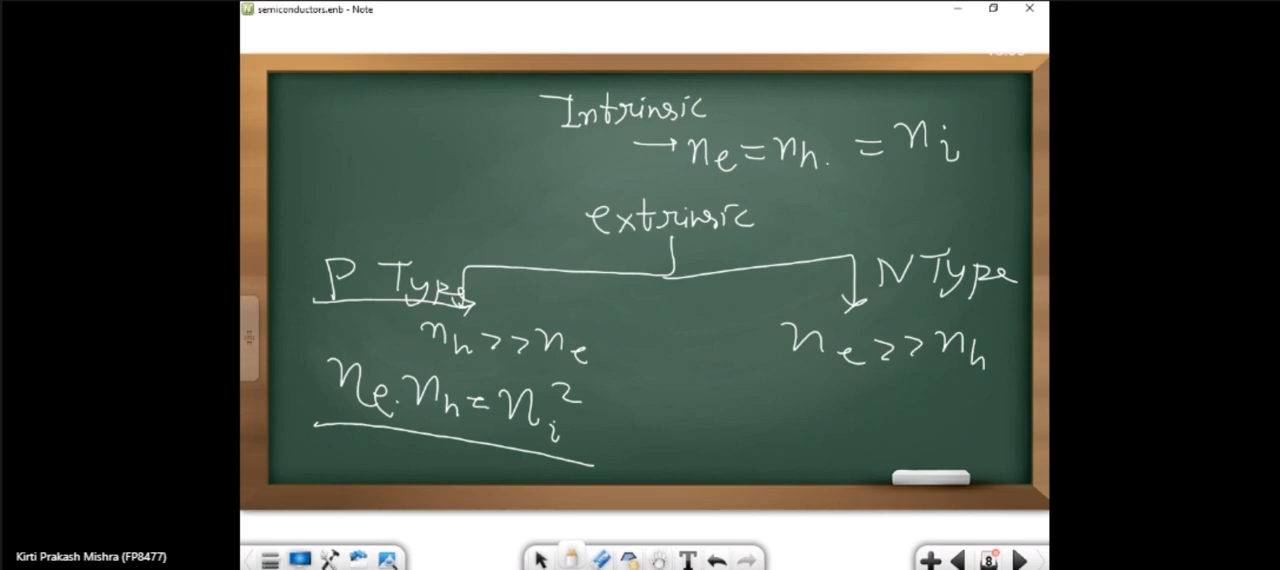 semiconductors.enb - Note
Intrinsic
→ ne = nh. = ni
extrinsic
P Type
N Type
nh >> ne
ne >> nh
ne. nh = ni²
Kirti Prakash Mishra (FP8477)
T
8